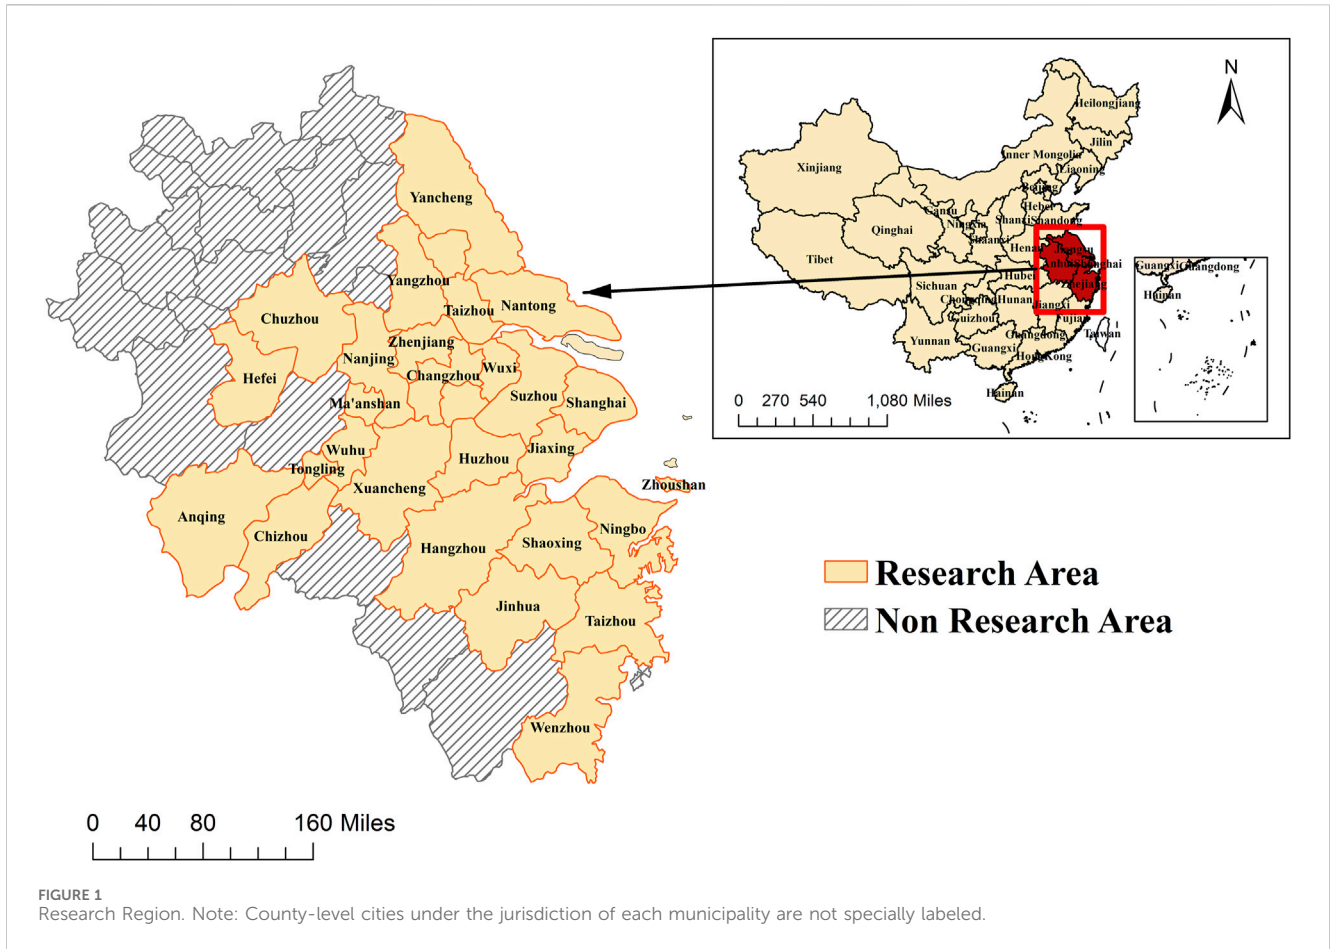 Yancheng
Yangzhou
Taizhou
Nantong
Chuzhou
Zhenjiang
Nanjing
Changzhou
Wuxi
Hefei
Suzhou
Shanghai
Ma'anshan
Wuhu
Jiaxing
Huzhou
Tongling
Xuancheng
Zhoushan
Anqing
Chizhou
Ningbo
Hangzhou
Shaoxing
Jinhua
Taizhou
Wenzhou
0 40 80 160 Miles
N
Heilongjiang
Jilin
Inner Mongolia
Liaoning
Xinjiang
Beijing
Hebei
Gansu
Ningxia
Shanxi
Shandong
Qinghai
Shaanxi
Henan
Jiangsu
Tibet
Anhui
Shanghai
Hubei
Zhejiang
Sichuan
Chongqing
Hunan
Jiangxi
Guizhou
Fujian
Yunnan
Guangdong
Taiwan
Guangxi
HongKong
Hainan
Guangxi
Guangdong
Hainan
0 270 540 1,080 Miles
Research Area
Non Research Area
FIGURE 1
Research Region. Note: County-level cities under the jurisdiction of each municipality are not specially labeled.